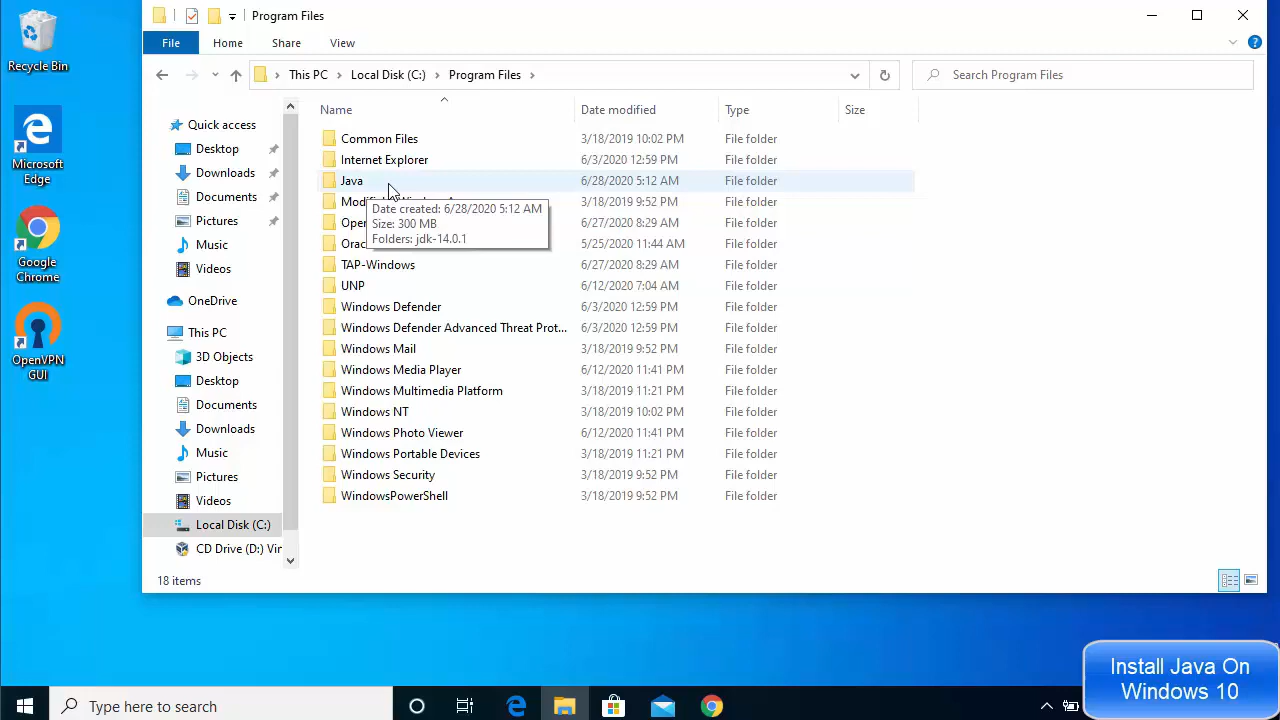 Recycle Bin
Microsoft
Edge
Google
Chrome
OpenVPN
GUI
Program Files
File
Home
Share
View
This PC
Local Disk (C:)
Program Files
Search Program Files
Quick access
Desktop
Downloads
Documents
Pictures
Music
Videos
OneDrive
This PC
3D Objects
Desktop
Documents
Downloads
Music
Pictures
Videos
Local Disk (C:)
CD Drive (D:) Vir
Name Date modified Type Size
Common Files 3/18/2019 10:02 PM File folder
Internet Explorer 6/3/2020 12:59 PM File folder
Java 6/28/2020 5:12 AM File folder
3/18/2019 9:52 PM File folder
Oper 6/27/2020 8:29 AM File folder
Orac 5/25/2020 11:44 AM File folder
TAP-Windows 6/27/2020 8:29 AM File folder
UNP 6/12/2020 7:04 AM File folder
Windows Defender 6/3/2020 12:59 PM File folder
Windows Defender Advanced Threat Prot... 6/3/2020 12:59 PM File folder
Windows Mail 3/18/2019 9:52 PM File folder
Windows Media Player 6/12/2020 11:41 PM File folder
Windows Multimedia Platform 3/18/2019 11:21 PM File folder
Windows NT 3/18/2019 10:02 PM File folder
Windows Photo Viewer 6/12/2020 11:41 PM File folder
Windows Portable Devices 3/18/2019 11:21 PM File folder
Windows Security 3/18/2019 9:52 PM File folder
WindowsPowerShell 3/18/2019 9:52 PM File folder
Date created: 6/28/2020 5:12 AM
Size: 300 MB
Folders: jdk-14.0.1
18 items
Install Java On
Windows 10
Type here to search